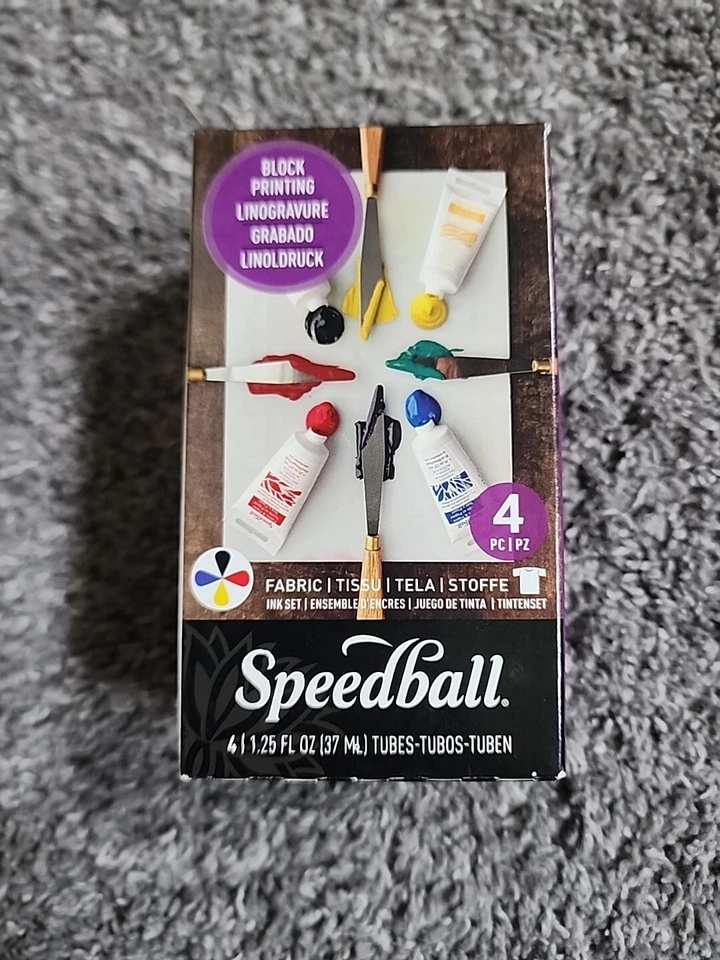 BLOCK
PRINTING
LINOGRAVURE
GRABADO
LINOLDRUCK
4
PC | PZ
FABRIC | TISSU | TELA | STOFFE
INK SET | ENSEMBLE D'ENCRES | JUEGO DE TINTA | TINTENSET
Speedball®
4 | 1.25 FL OZ (37 ML) TUBES-TUBOS-TUBEN